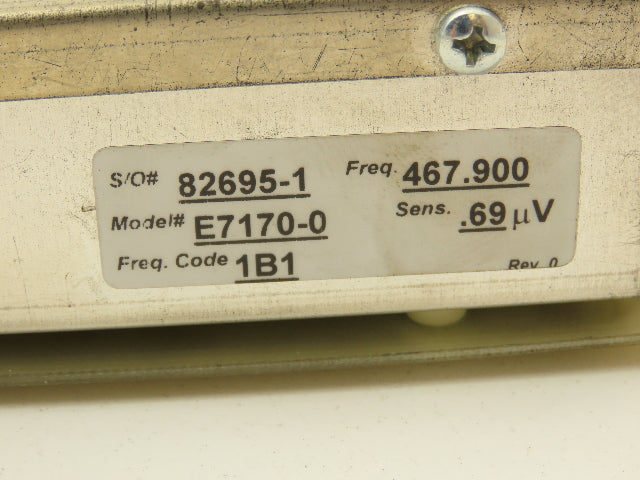 S/O# 82695-1 Freq. 467.900
Model# E7170-0 Sens. .69 µV
Freq. Code 1B1 Rev. 0